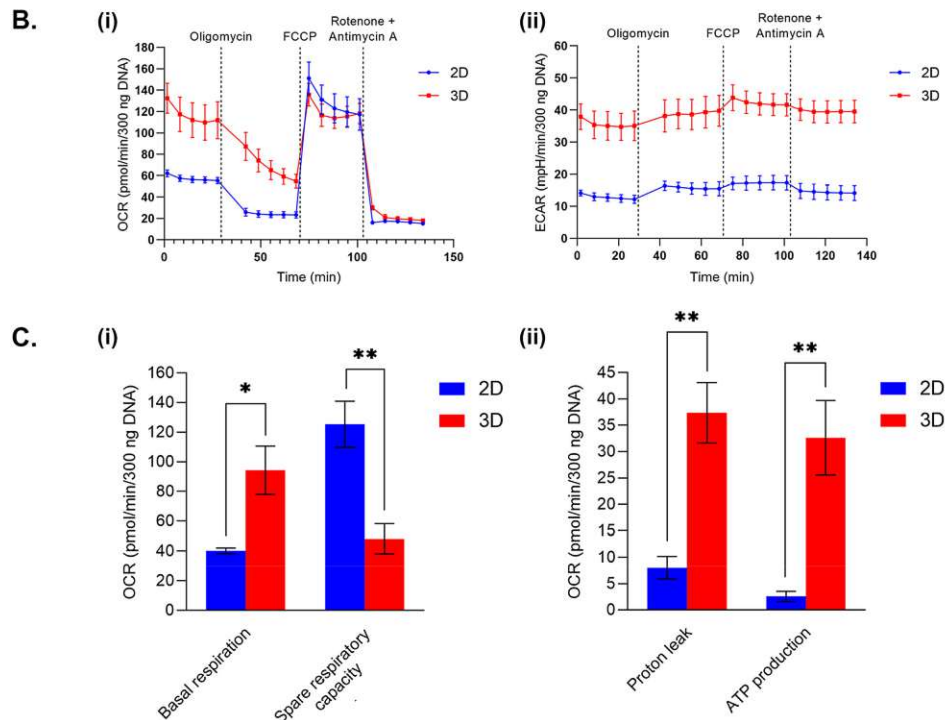 B.
(i)
Oligomycin
FCCP
Rotenone +
Antimycin A
OCR (pmol/min/300 ng DNA)
180
160
140
120
100
80
60
40
20
0
0
50
100
150
Time (min)
2D
3D
(ii)
Oligomycin
FCCP
Rotenone +
Antimycin A
ECAR (mpH/min/300 ng DNA)
60
50
40
30
20
10
0
0
20
40
60
80
100
120
140
Time (min)
2D
3D
C.
(i)
OCR (pmol/min/300 ng DNA)
160
140
120
100
80
60
40
20
0
*
**
2D
3D
Basal respiration
Spare respiratory
capacity
(ii)
OCR (pmol/min/300 ng DNA)
45
40
35
30
25
20
15
10
5
0
**
**
2D
3D
Proton leak
ATP production